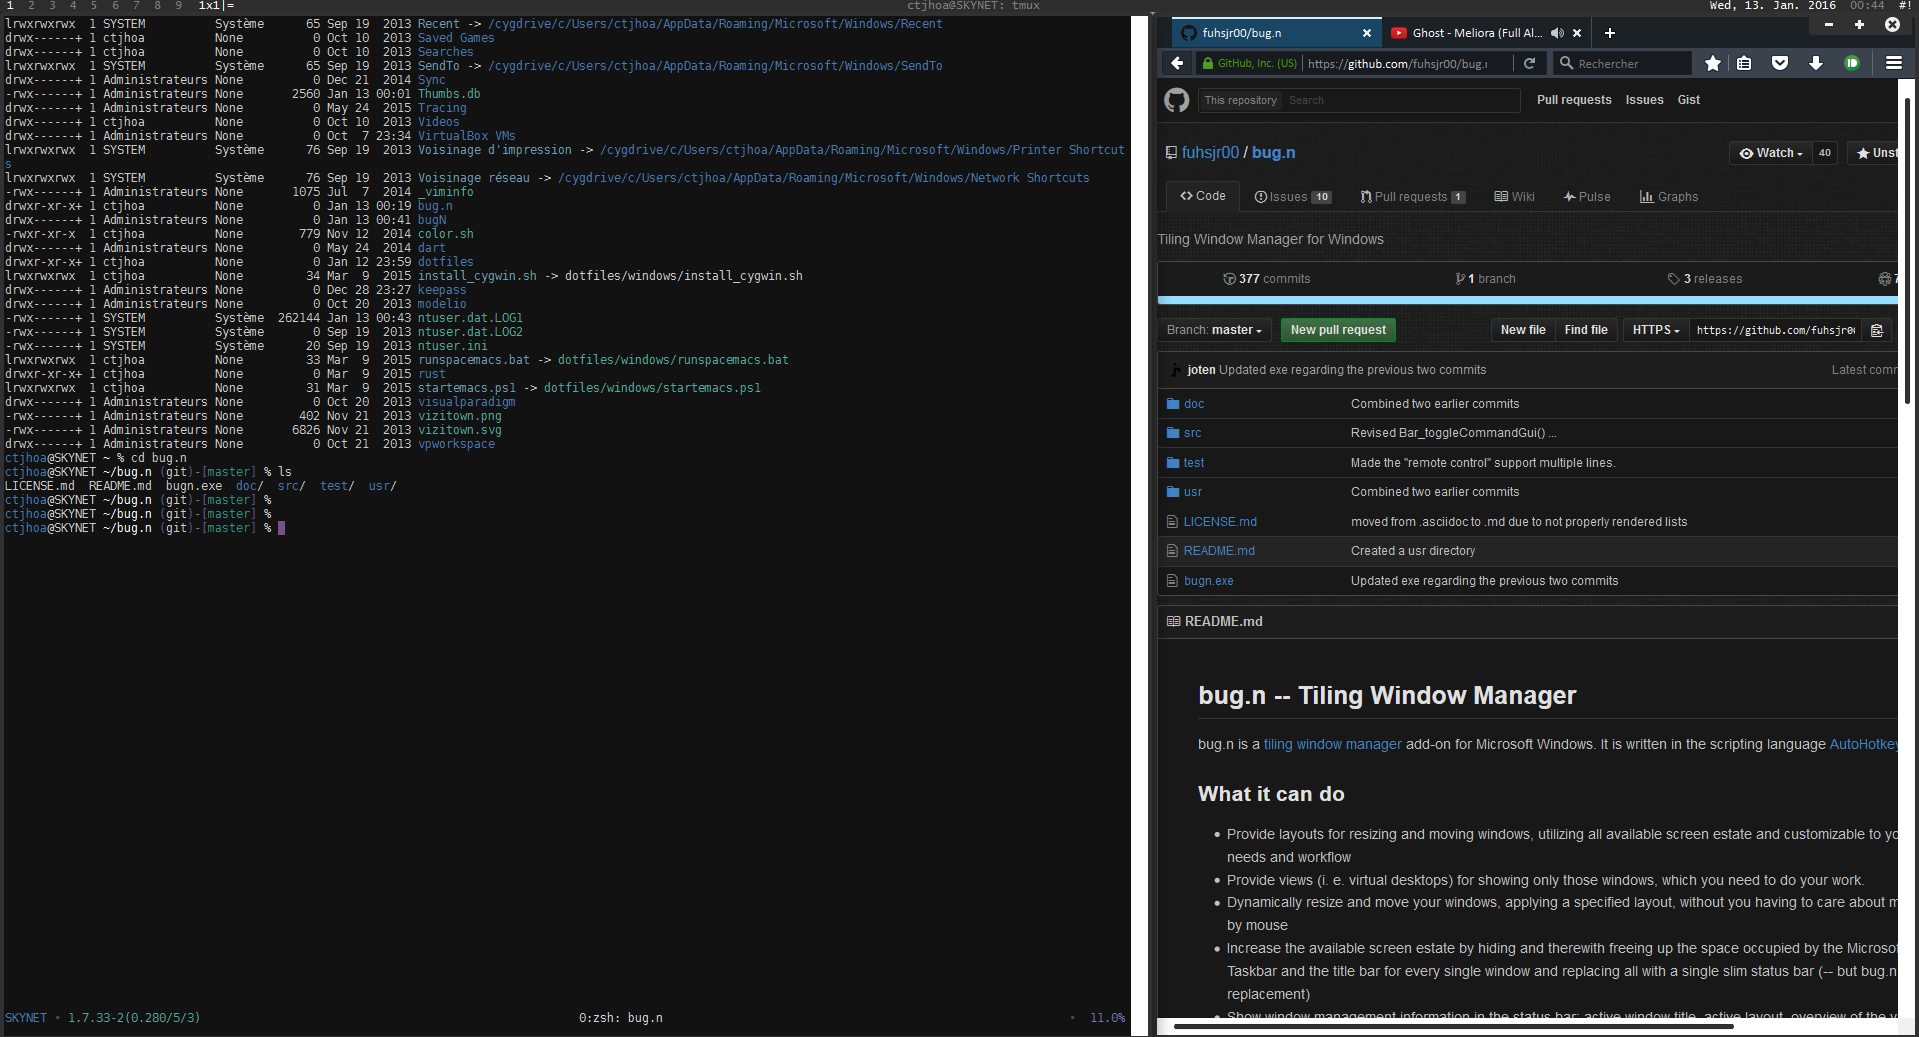 1 2 3 4 5 6 7 8 9 1x1|=
ctjhoa@SKYNET: tmux
Wed, 13. Jan. 2016 00:44 #!
lrwxrwxrwx 1 SYSTEM Système 65 Sep 19 2013 Recent -> /cygdrive/c/Users/ctjhoa/AppData/Roaming/Microsoft/Windows/Recent
drwx------+ 1 ctjhoa None 0 Oct 10 2013 Saved Games
drwx------+ 1 ctjhoa None 0 Oct 10 2013 Searches
lrwxrwxrwx 1 SYSTEM Système 65 Sep 19 2013 SendTo -> /cygdrive/c/Users/ctjhoa/AppData/Roaming/Microsoft/Windows/SendTo
drwx------+ 1 Administrateurs None 0 Dec 21 2014 Sync
-rwx------+ 1 Administrateurs None 2560 Jan 13 00:01 Thumbs.db
drwx------+ 1 Administrateurs None 0 May 24 2015 Tracing
drwx------+ 1 ctjhoa None 0 Oct 10 2013 Videos
drwx------+ 1 Administrateurs None 0 Oct 7 23:34 VirtualBox VMs
lrwxrwxrwx 1 SYSTEM Système 76 Sep 19 2013 Voisinage d'impression -> /cygdrive/c/Users/ctjhoa/AppData/Roaming/Microsoft/Windows/Printer Shortcut
s
lrwxrwxrwx 1 SYSTEM Système 76 Sep 19 2013 Voisinage réseau -> /cygdrive/c/Users/ctjhoa/AppData/Roaming/Microsoft/Windows/Network Shortcuts
-rwx------+ 1 Administrateurs None 1075 Jul 7 2014 _viminfo
drwxr-xr-x+ 1 ctjhoa None 0 Jan 13 00:19 bug.n
drwx------+ 1 Administrateurs None 0 Jan 13 00:41 bugN
-rwxr-xr-x 1 ctjhoa None 779 Nov 12 2014 color.sh
drwx------+ 1 Administrateurs None 0 May 24 2014 dart
drwxr-xr-x+ 1 ctjhoa None 0 Jan 12 23:59 dotfiles
lrwxrwxrwx 1 ctjhoa None 34 Mar 9 2015 install_cygwin.sh -> dotfiles/windows/install_cygwin.sh
drwx------+ 1 Administrateurs None 0 Dec 28 23:27 keepass
drwx------+ 1 Administrateurs None 0 Oct 20 2013 modelio
-rwx------+ 1 Administrateurs Système 262144 Jan 13 00:43 ntuser.dat.LOG1
-rwx------+ 1 Administrateurs Système 0 Sep 19 2013 ntuser.dat.LOG2
-rwx------+ 1 Administrateurs Système 20 Sep 19 2013 ntuser.ini
lrwxrwxrwx 1 ctjhoa None 33 Mar 9 2015 runspacemacs.bat -> dotfiles/windows/runspacemacs.bat
drwxr-xr-x+ 1 ctjhoa None 0 Mar 9 2015 rust
lrwxrwxrwx 1 ctjhoa None 31 Mar 9 2015 startemacs.ps1 -> dotfiles/windows/startemacs.ps1
drwx------+ 1 Administrateurs None 0 Oct 20 2013 visualparadigm
-rwx------+ 1 Administrateurs None 402 Nov 21 2013 vizitown.png
-rwx------+ 1 Administrateurs None 6826 Nov 21 2013 vizitown.svg
drwx------+ 1 Administrateurs None 0 Oct 21 2013 vpworkspace
ctjhoa@SKYNET ~ % cd bug.n
ctjhoa@SKYNET ~/bug.n (git)-[master] % ls
LICENSE.md README.md bugn.exe doc/ src/ test/ usr/
ctjhoa@SKYNET ~/bug.n (git)-[master] %
ctjhoa@SKYNET ~/bug.n (git)-[master] %
ctjhoa@SKYNET ~/bug.n (git)-[master] %
SKYNET • 1.7.33-2(0.280/5/3)
0:zsh: bug.n
• 11.0%
fuhsjr00/bug.n
Ghost - Meliora (Full Al...
GitHub, Inc. (US) https://github.com/fuhsjr00/bug.n
Rechercher
This repository Search
Pull requests Issues Gist
fuhsjr00 / bug.n
Watch 40
Unst
Code Issues 10 Pull requests 1 Wiki Pulse Graphs
Tiling Window Manager for Windows
377 commits 1 branch 3 releases 7
Branch: master New pull request New file Find file HTTPS https://github.com/fuhsjr0
joten Updated exe regarding the previous two commits Latest comm
doc Combined two earlier commits
src Revised Bar_toggleCommandGui() ...
test Made the "remote control" support multiple lines.
usr Combined two earlier commits
LICENSE.md moved from .asciidoc to .md due to not properly rendered lists
README.md Created a usr directory
bugn.exe Updated exe regarding the previous two commits
README.md
bug.n -- Tiling Window Manager
bug.n is a tiling window manager add-on for Microsoft Windows. It is written in the scripting language AutoHotkey
What it can do
• Provide layouts for resizing and moving windows, utilizing all available screen estate and customizable to yo
needs and workflow
• Provide views (i. e. virtual desktops) for showing only those windows, which you need to do your work.
• Dynamically resize and move your windows, applying a specified layout, without you having to care about m
by mouse
• Increase the available screen estate by hiding and therewith freeing up the space occupied by the Microsof
Taskbar and the title bar for every single window and replacing all with a single slim status bar (-- but bug.n
replacement)
• Show window management information in the status bar: active window title, active layout, overview of the v